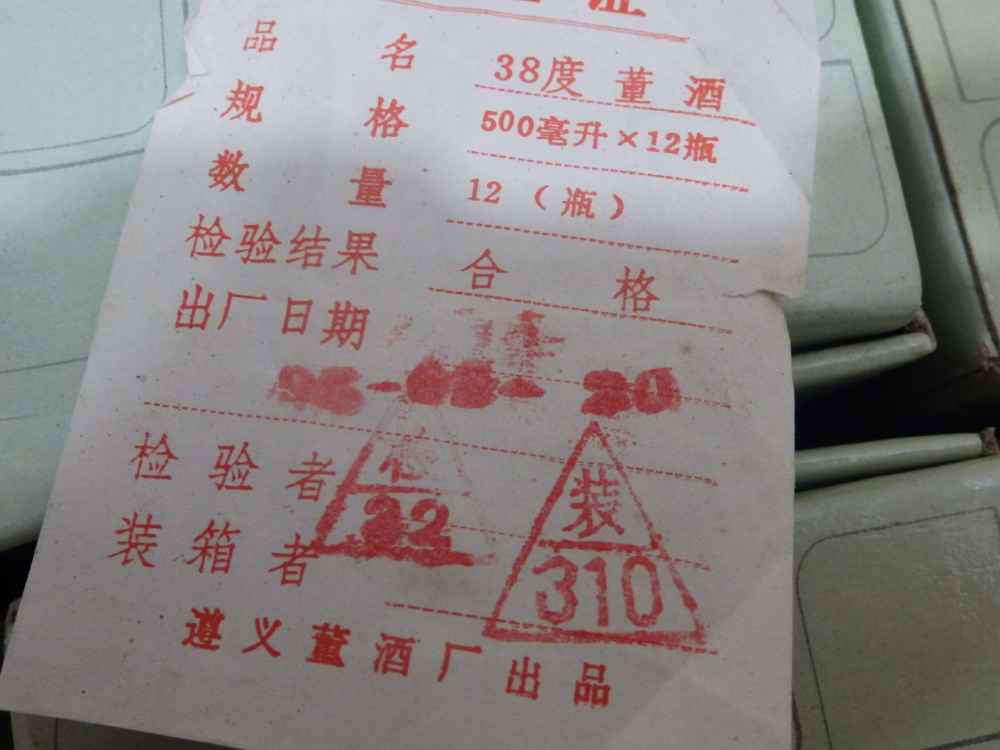 证
品名 38度 董酒
规格 500毫升×12瓶
数量 12（瓶）
检验结果 合格
出厂日期
检验者 22
装箱者 装 310
遵义董酒厂出品